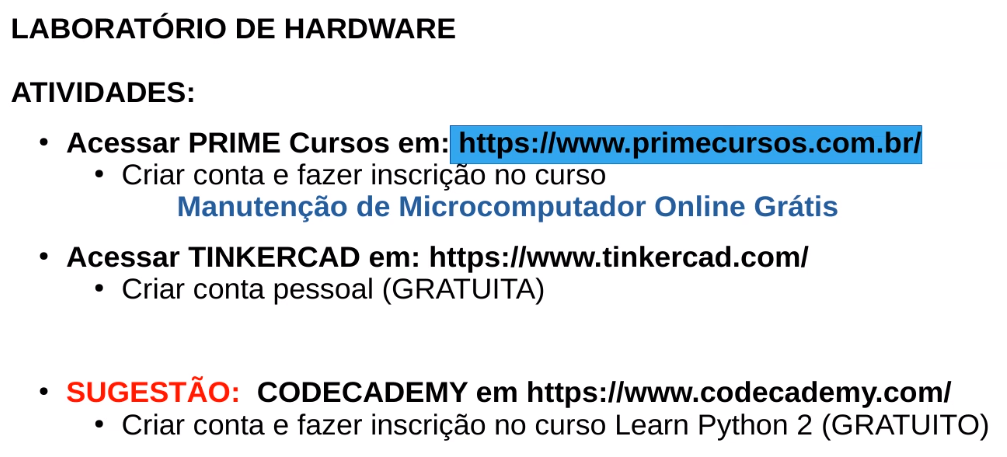 LABORATÓRIO DE HARDWARE
ATIVIDADES:
• Acessar PRIME Cursos em: https://www.primecursos.com.br/
• Criar conta e fazer inscrição no curso
Manutenção de Microcomputador Online Grátis
• Acessar TINKERCAD em: https://www.tinkercad.com/
• Criar conta pessoal (GRATUITA)
• SUGESTÃO: CODECADEMY em https://www.codecademy.com/
• Criar conta e fazer inscrição no curso Learn Python 2 (GRATUITO)